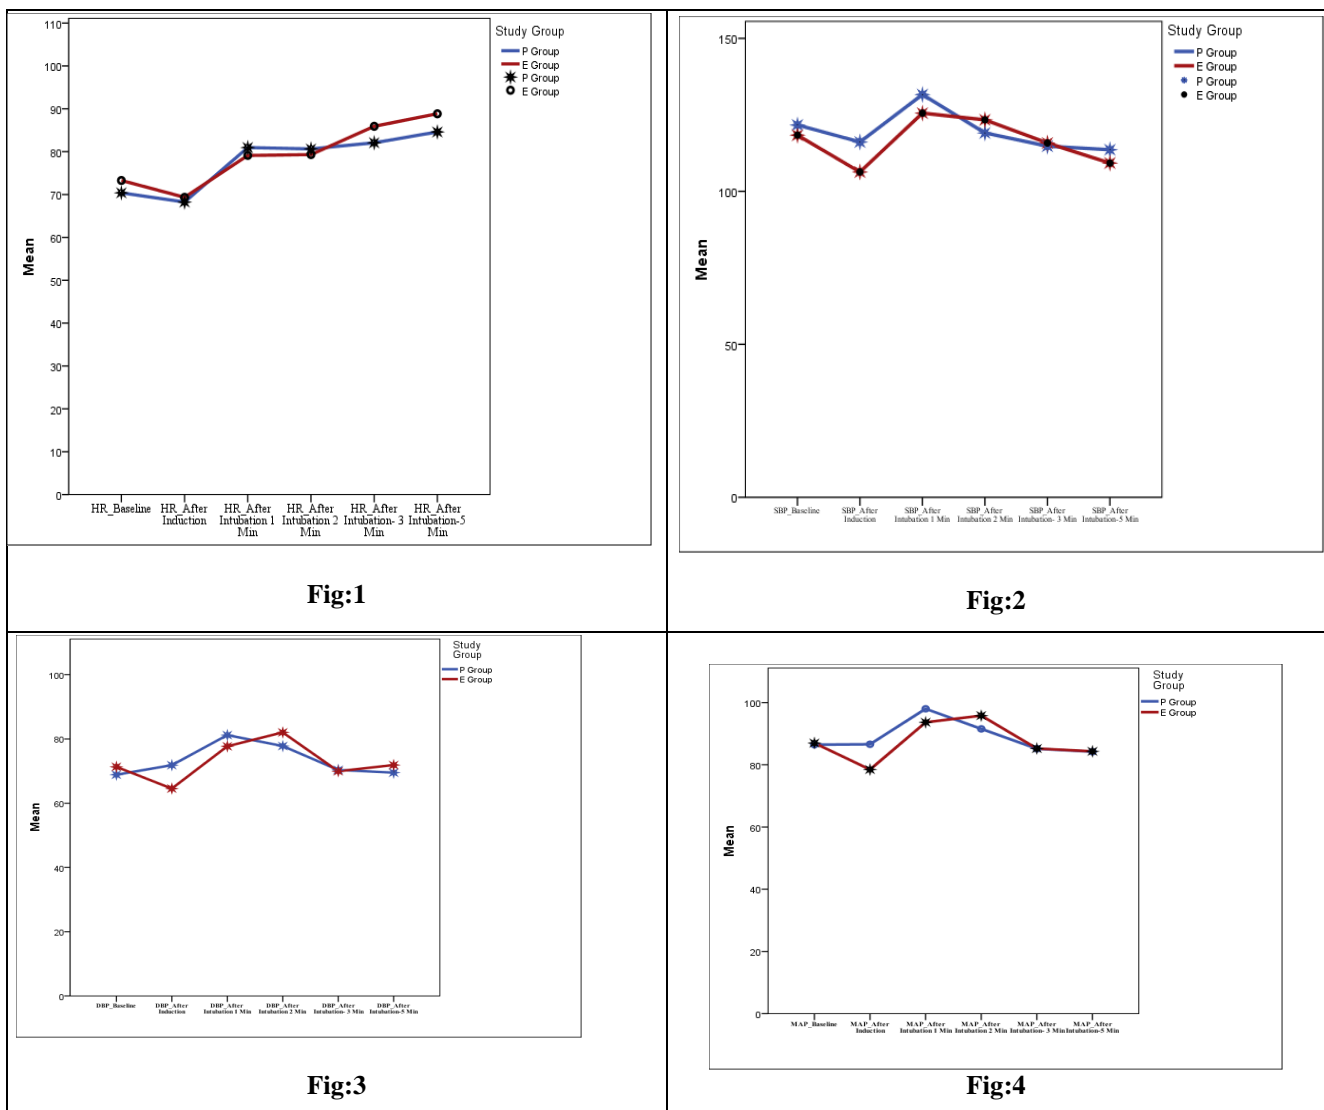 110
100
90
80
70
60
50
40
30
20
10
0
Mean
HR_Baseline
HR_After
Induction
HR_After
Intubation 1
Min
HR_After
Intubation 2
Min
HR_After
Intubation- 3
Min
HR_After
Intubation-5
Min
Study Group
P Group
E Group
P Group
E Group
Fig:1
150
100
50
0
Mean
SBP_Baseline
SBP_After
Induction
SBP_After
Intubation 1 Min
SBP_After
Intubation 2 Min
SBP_After
Intubation- 3 Min
SBP_After
Intubation-5 Min
Study Group
P Group
E Group
P Group
E Group
Fig:2
100
80
60
40
20
0
Mean
DBP_Baseline
DBP_After
Induction
DBP_After
Intubation 1 Min
DBP_After
Intubation 2 Min
DBP_After
Intubation- 3 Min
DBP_After
Intubation-5 Min
Study
Group
P Group
E Group
Fig:3
100
80
60
40
20
0
Mean
MAP_Baseline
MAP_After
Induction
MAP_After
Intubation 1 Min
MAP_After
Intubation 2 Min
MAP_After
Intubation- 3 Min
MAP_After
Intubation-5 Min
Study
Group
P Group
E Group
Fig:4